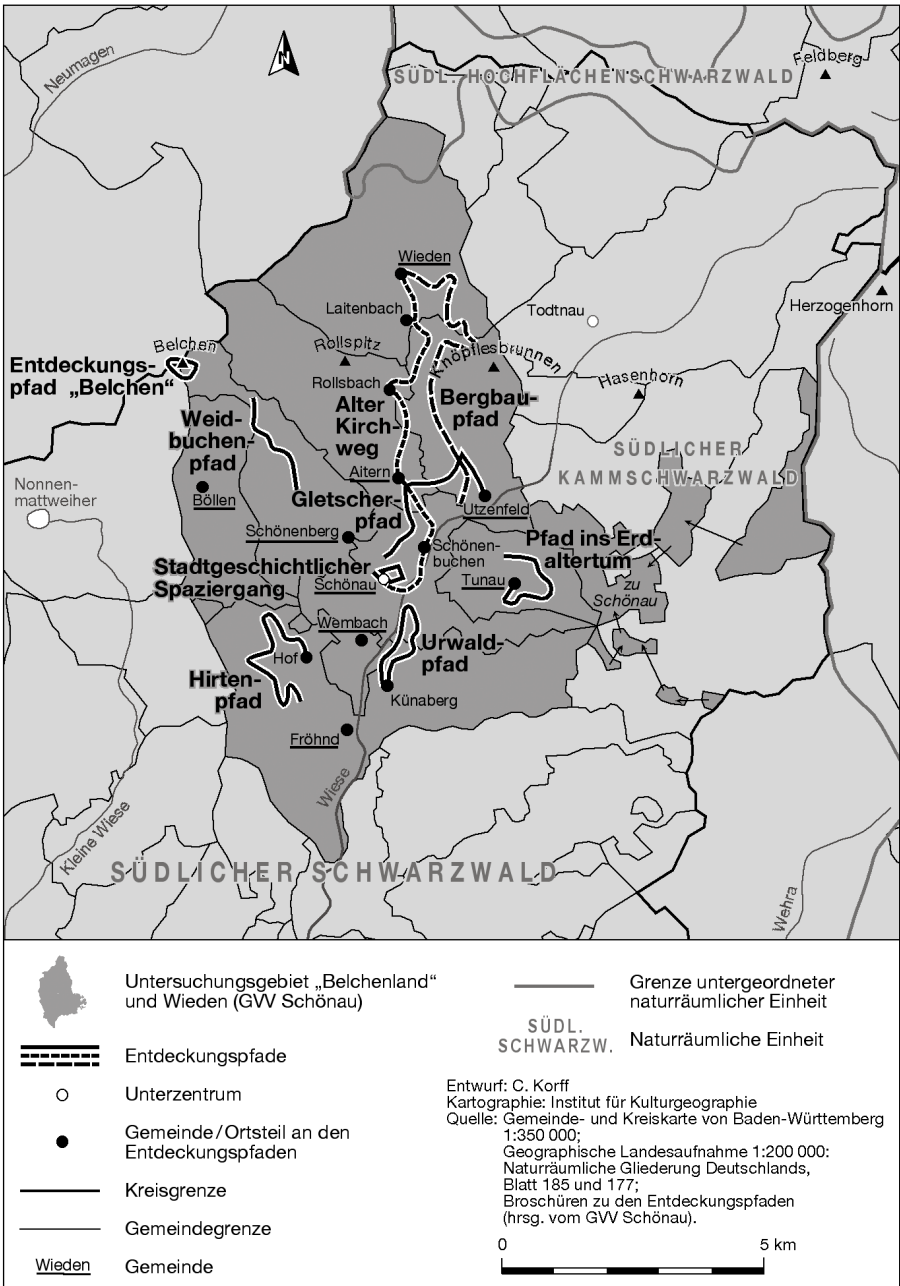 N
Neumagen
SÜDL. HOCHFLÄCHENSCHWARZWALD
Feldberg
Wieden
Laitenbach
Todtnau
Herzogenhorn
Belchen
Rollspitz
Knöpflesbrunnen
Entdeckungs-
pfad „Belchen“
Rollsbach
Hasenhorn
Alter
Kirch-
weg
Bergbau-
pfad
Weid-
buchen-
pfad
SÜDLICHER
KAMMSCHWARZWALD
Aitern
Nonnen-
mattweiher
Böllen
Gletscher-
pfad
Utzenfeld
Schönenberg
Schönen-
buchen
Pfad ins Erd-
altertum
Stadtgeschichtlicher
Spaziergang
Schönau
Tunau
zu
Schönau
Wembach
Urwald-
pfad
Hof
Hirten-
pfad
Künaberg
Fröhnd
Wiese
Kleine Wiese
SÜDLICHER SCHWARZWALD
Wehra
Untersuchungsgebiet „Belchenland“
und Wieden (GVV Schönau)
Entdeckungspfade
Unterzentrum
Gemeinde/Ortsteil an den
Entdeckungspfaden
Kreisgrenze
Gemeindegrenze
Wieden
Gemeinde
Grenze untergeordneter
naturräumlicher Einheit
SÜDL.
SCHWARZW.
Naturräumliche Einheit
Entwurf: C. Korff
Kartographie: Institut für Kulturgeographie
Quelle: Gemeinde- und Kreiskarte von Baden-Württemberg
1:350 000;
Geographische Landesaufnahme 1:200 000:
Naturräumliche Gliederung Deutschlands,
Blatt 185 und 177;
Broschüren zu den Entdeckungspfaden
(hrsg. vom GVV Schönau).
0
5 km